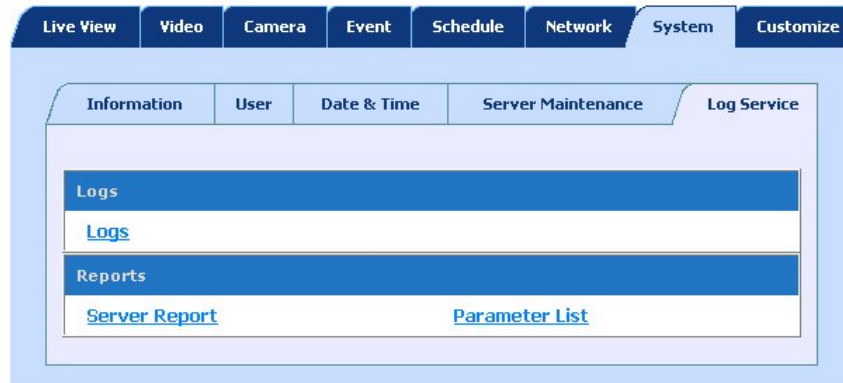 Live View Video Camera Event Schedule Network System Customize
Information User Date & Time Server Maintenance Log Service
Logs
Logs
Reports
Server Report Parameter List